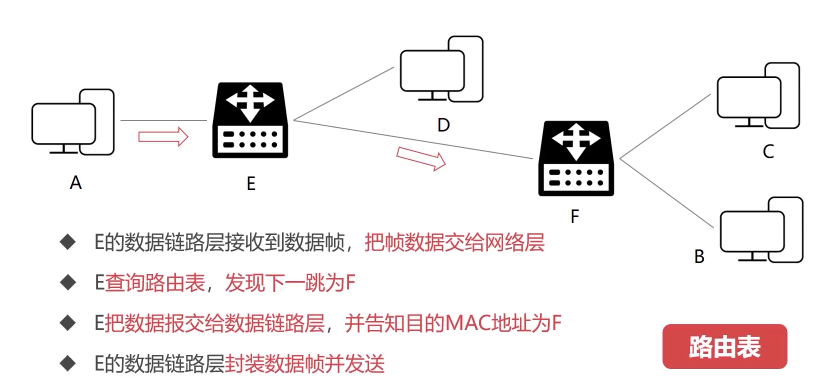 D
A
E
C
F
B
◆ E的数据链路层接收到数据帧，把帧数据交给网络层
◆ E查询路由表，发现下一跳为F
◆ E把数据报交给数据链路层，并告知目的MAC地址为F
◆ E的数据链路层封装数据帧并发送
路由表